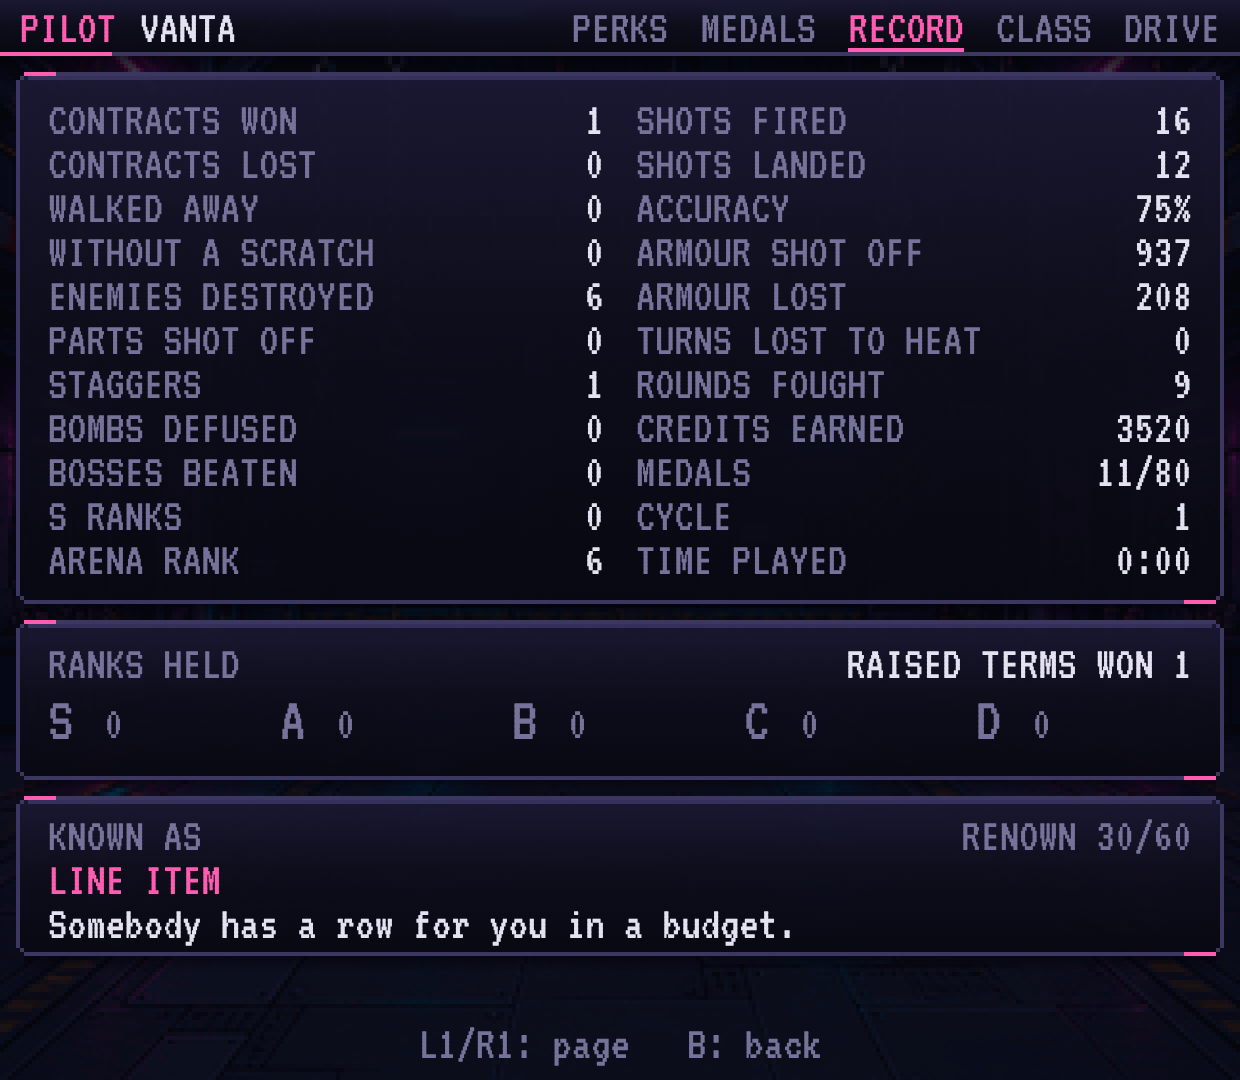 PILOT VANTA PERKS MEDALS RECORD CLASS DRIVE
CONTRACTS WON 1 SHOTS FIRED 16
CONTRACTS LOST 0 SHOTS LANDED 12
WALKED AWAY 0 ACCURACY 75%
WITHOUT A SCRATCH 0 ARMOUR SHOT OFF 937
ENEMIES DESTROYED 6 ARMOUR LOST 208
PARTS SHOT OFF 0 TURNS LOST TO HEAT 0
STAGGERS 1 ROUNDS FOUGHT 9
BOMBS DEFUSED 0 CREDITS EARNED 3520
BOSSES BEATEN 0 MEDALS 11/80
S RANKS 0 CYCLE 1
ARENA RANK 6 TIME PLAYED 0:00
RANKS HELD RAISED TERMS WON 1
S 0 A 0 B 0 C 0 D 0
KNOWN AS RENOWN 30/60
LINE ITEM
Somebody has a row for you in a budget.
L1/R1: page B: back